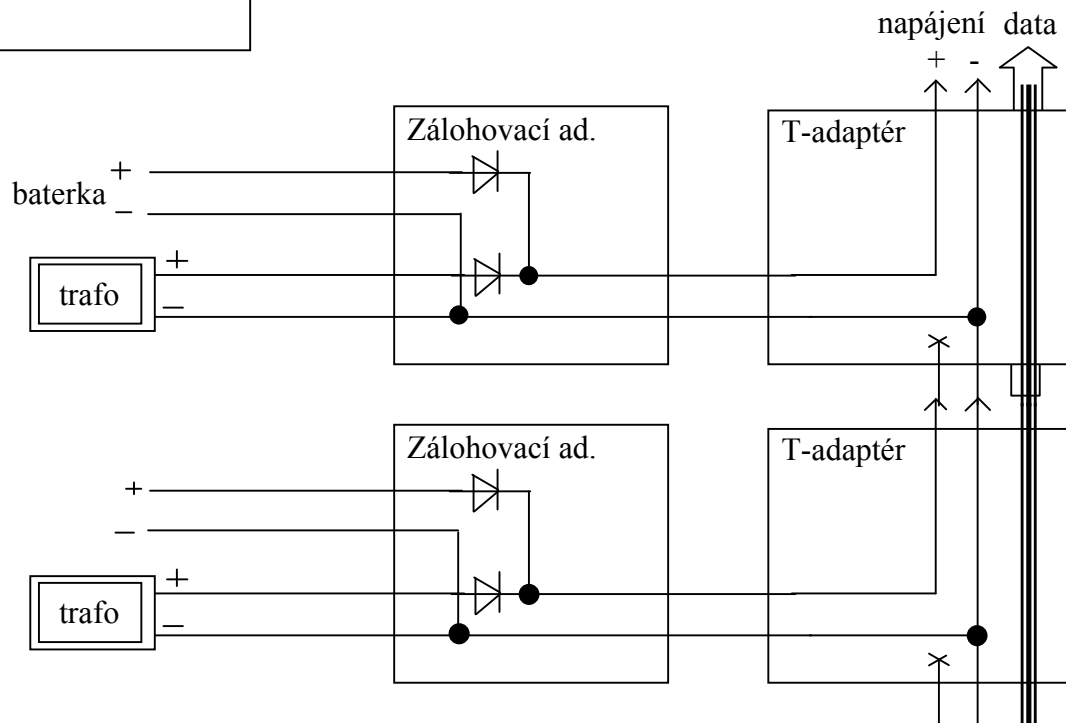 napájení data
+ -
Zálohovací ad.
T-adaptér
+
baterka
–
+
trafo
–
Zálohovací ad.
T-adaptér
+
–
+
trafo
–